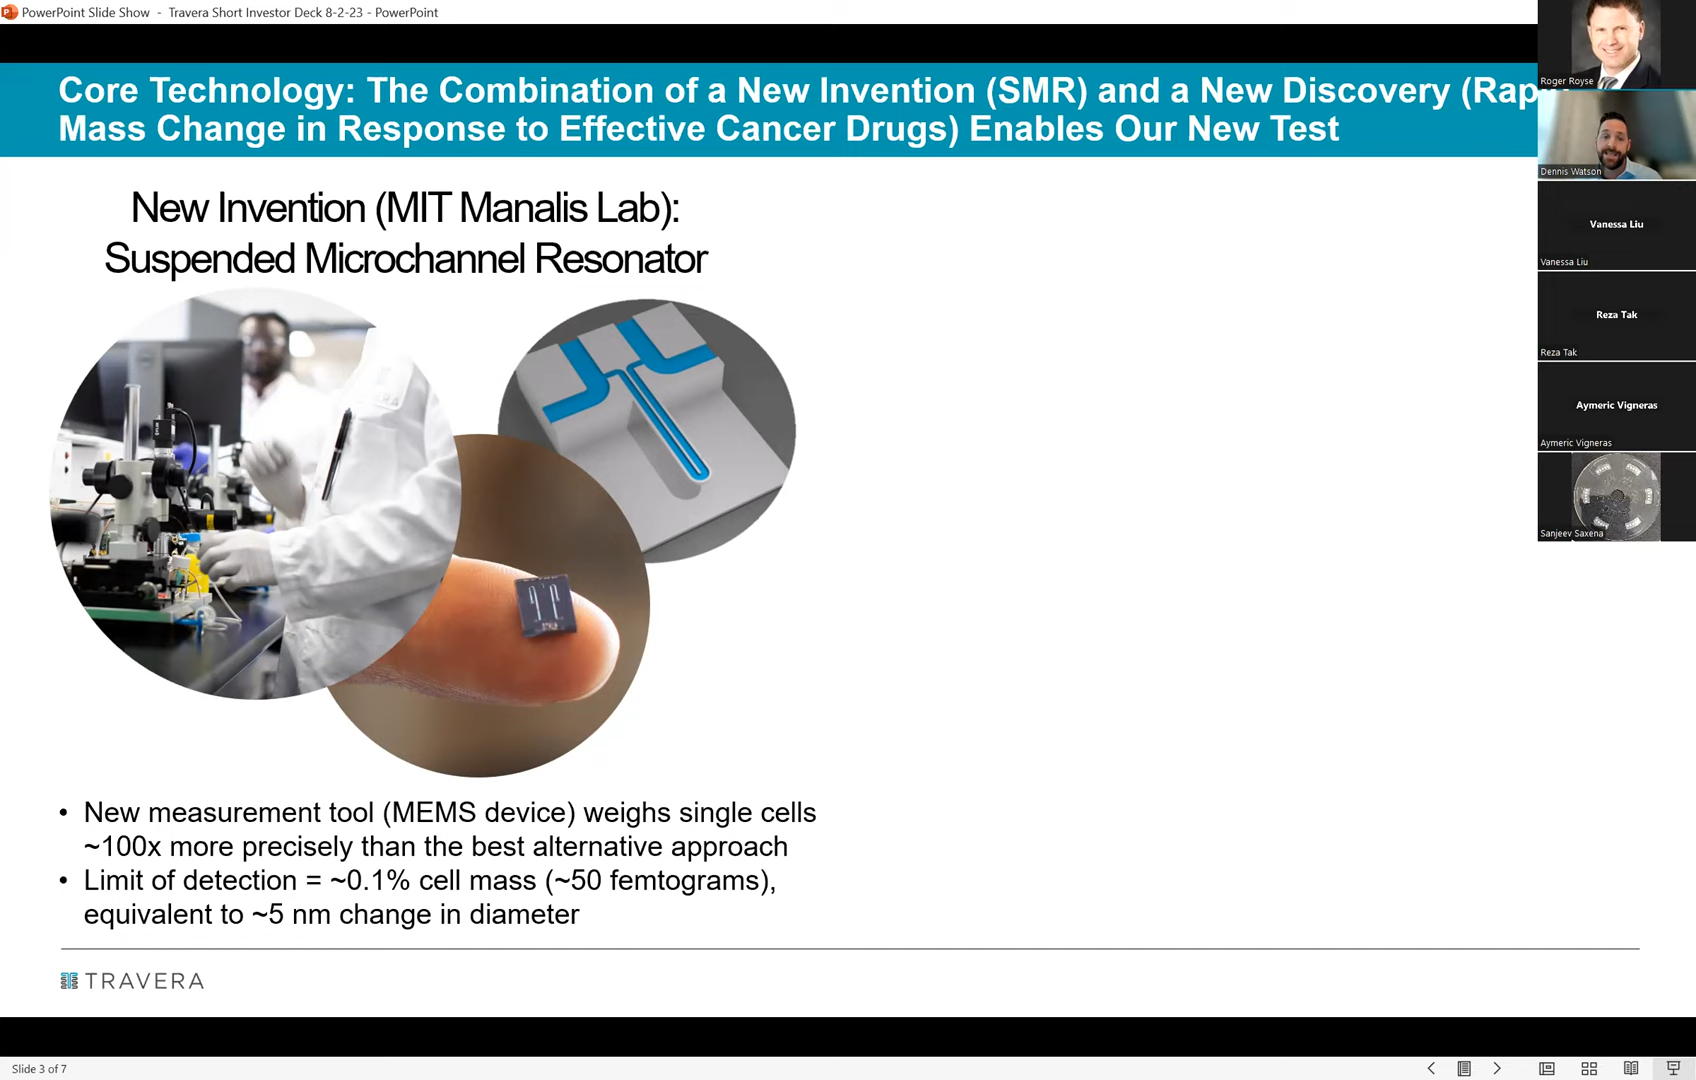 PowerPoint Slide Show - Travera Short Investor Deck 8-2-23 - PowerPoint
Core Technology: The Combination of a New Invention (SMR) and a New Discovery (Rap
Mass Change in Response to Effective Cancer Drugs) Enables Our New Test
New Invention (MIT Manalis Lab):
Suspended Microchannel Resonator
• New measurement tool (MEMS device) weighs single cells
~100x more precisely than the best alternative approach
• Limit of detection = ~0.1% cell mass (~50 femtograms),
equivalent to ~5 nm change in diameter
TRAVERA
Roger Royse
Dennis Watson
Vanessa Liu
Vanessa Liu
Reza Tak
Reza Tak
Aymeric Vigneras
Aymeric Vigneras
Sanjeev Saxena
Slide 3 of 7